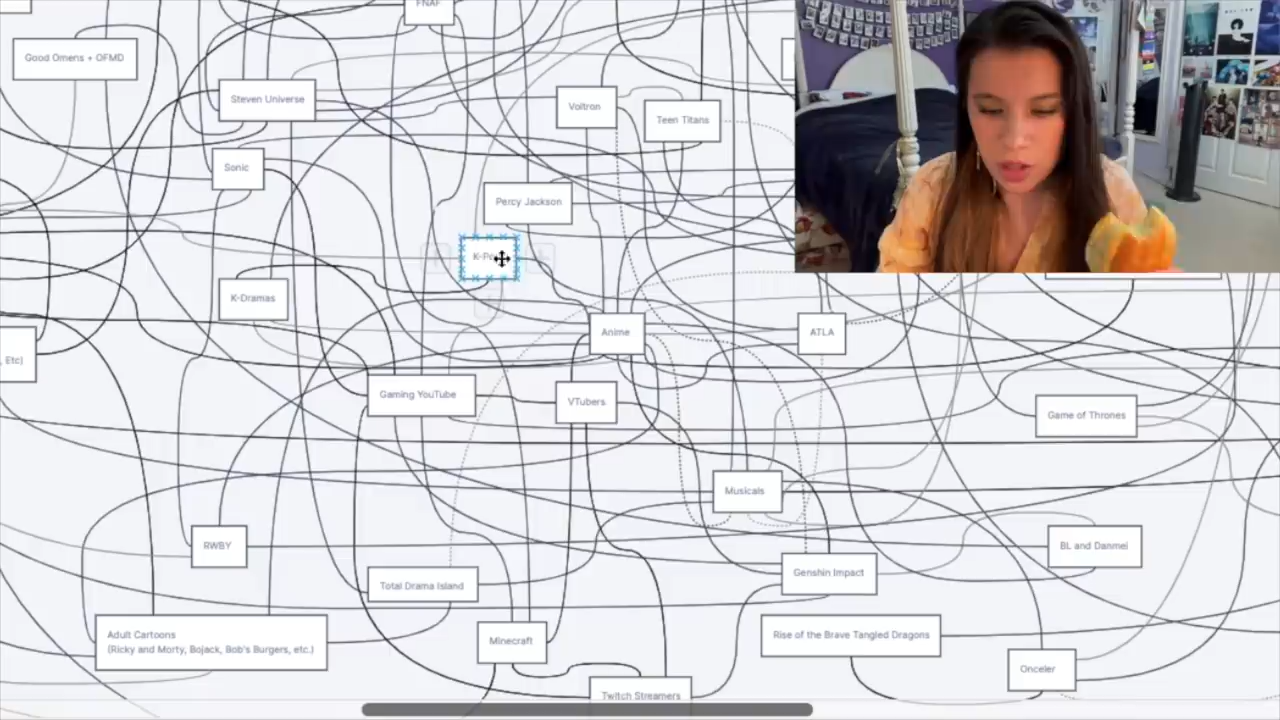 FNAF
Good Omens + OFMD
Steven Universe
Voltron
Teen Titans
Sonic
Percy Jackson
K-Po
K-Dramas
Anime
ATLA
, Etc)
Gaming YouTube
VTubers
Game of Thrones
Musicals
RWBY
BL and Danmei
Genshin Impact
Total Drama Island
Adult Cartoons
(Ricky and Morty, Bojack, Bob's Burgers, etc.)
Minecraft
Rise of the Brave Tangled Dragons
Onceler
Twitch Streamers